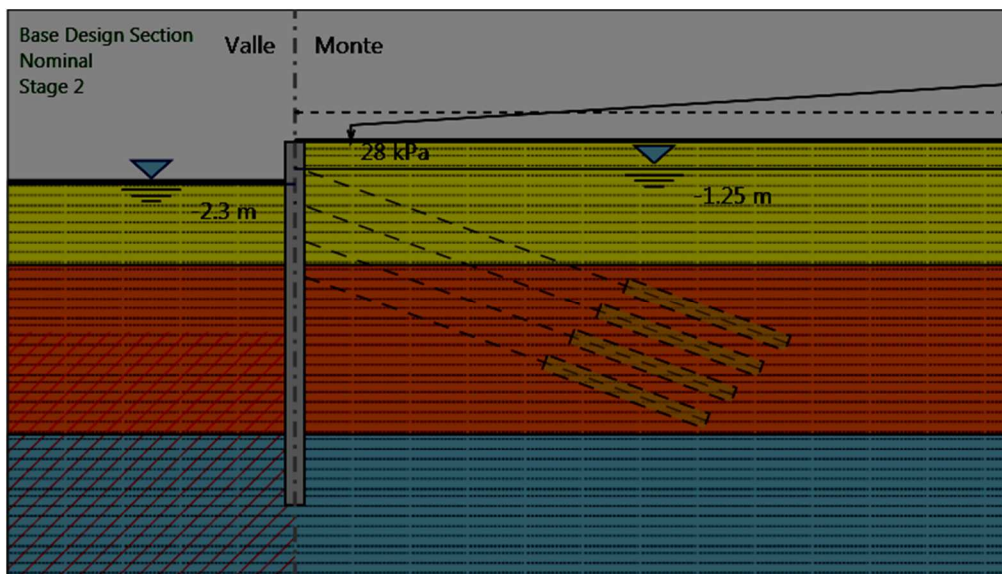 Base Design Section
Nominal
Stage 2
Valle
Monte
28 kPa
-2.3 m
-1.25 m